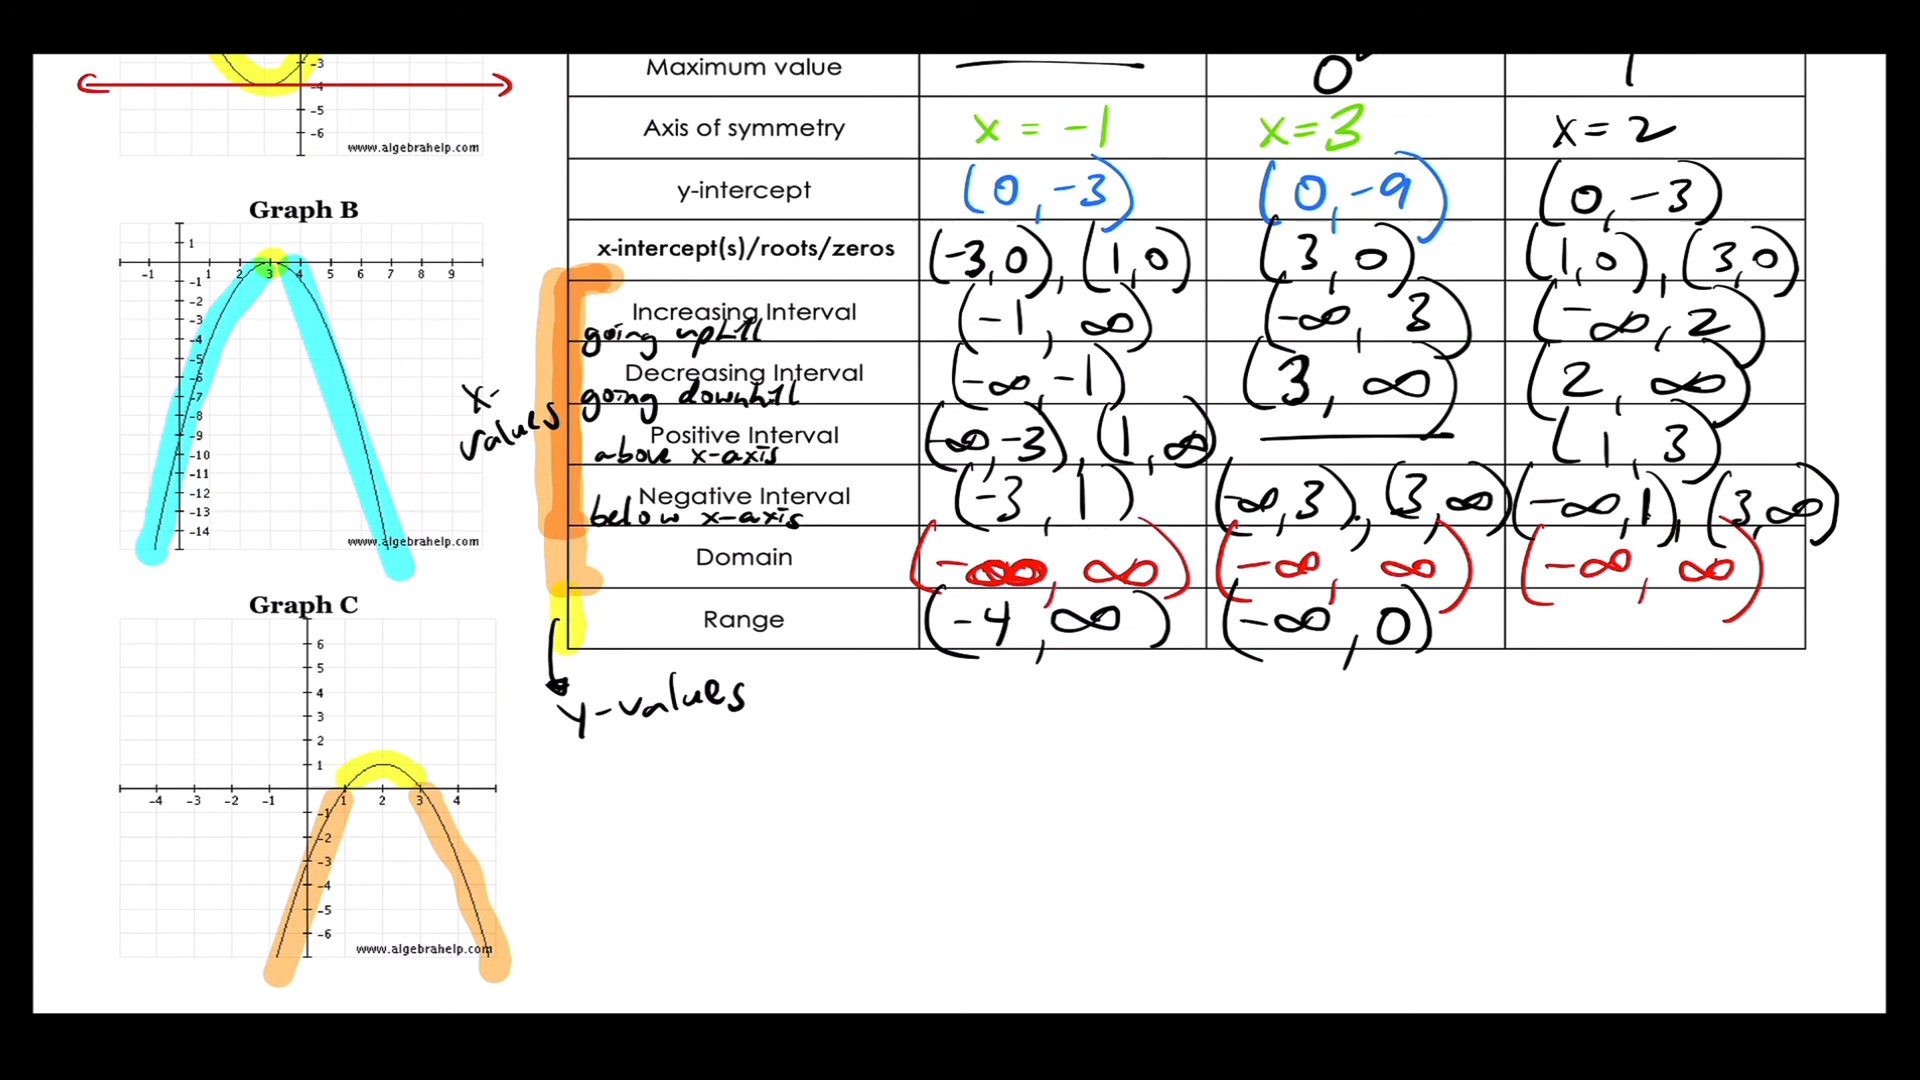 -3
-4
-5
-6
www.algebrahelp.com
Graph B
1
-1 1 2 3 4 5 6 7 8 9
-1
-2
-3
-4
-5
-6
-7
-8
-9
-10
-11
-12
-13
-14
www.algebrahelp.com
Graph C
6
5
4
3
2
1
-4 -3 -2 -1 1 2 3 4
-1
-2
-3
-4
-5
-6
www.algebrahelp.com
x-
values
Maximum value 0 1
Axis of symmetry x = -1 x=3 x= 2
y-intercept (0, -3) (0, -9) (0, -3)
x-intercept(s)/roots/zeros (-3,0), (1,0) (3,0) (1,0), (3,0)
Increasing Interval (-1, ∞) (-∞, 3) (-∞, 2)
going uphill
Decreasing Interval (-∞ -1) (3, ∞) (2, ∞)
going downhill
Positive Interval (-∞,-3), (1, ∞) (1,3)
above x-axis
Negative Interval (-3, 1) (-∞,3), (3,∞) (-∞,1), (3,∞)
below x-axis
Domain (-∞, ∞) (-∞, ∞) (-∞, ∞)
Range (-4, ∞) (-∞, 0)
y-values